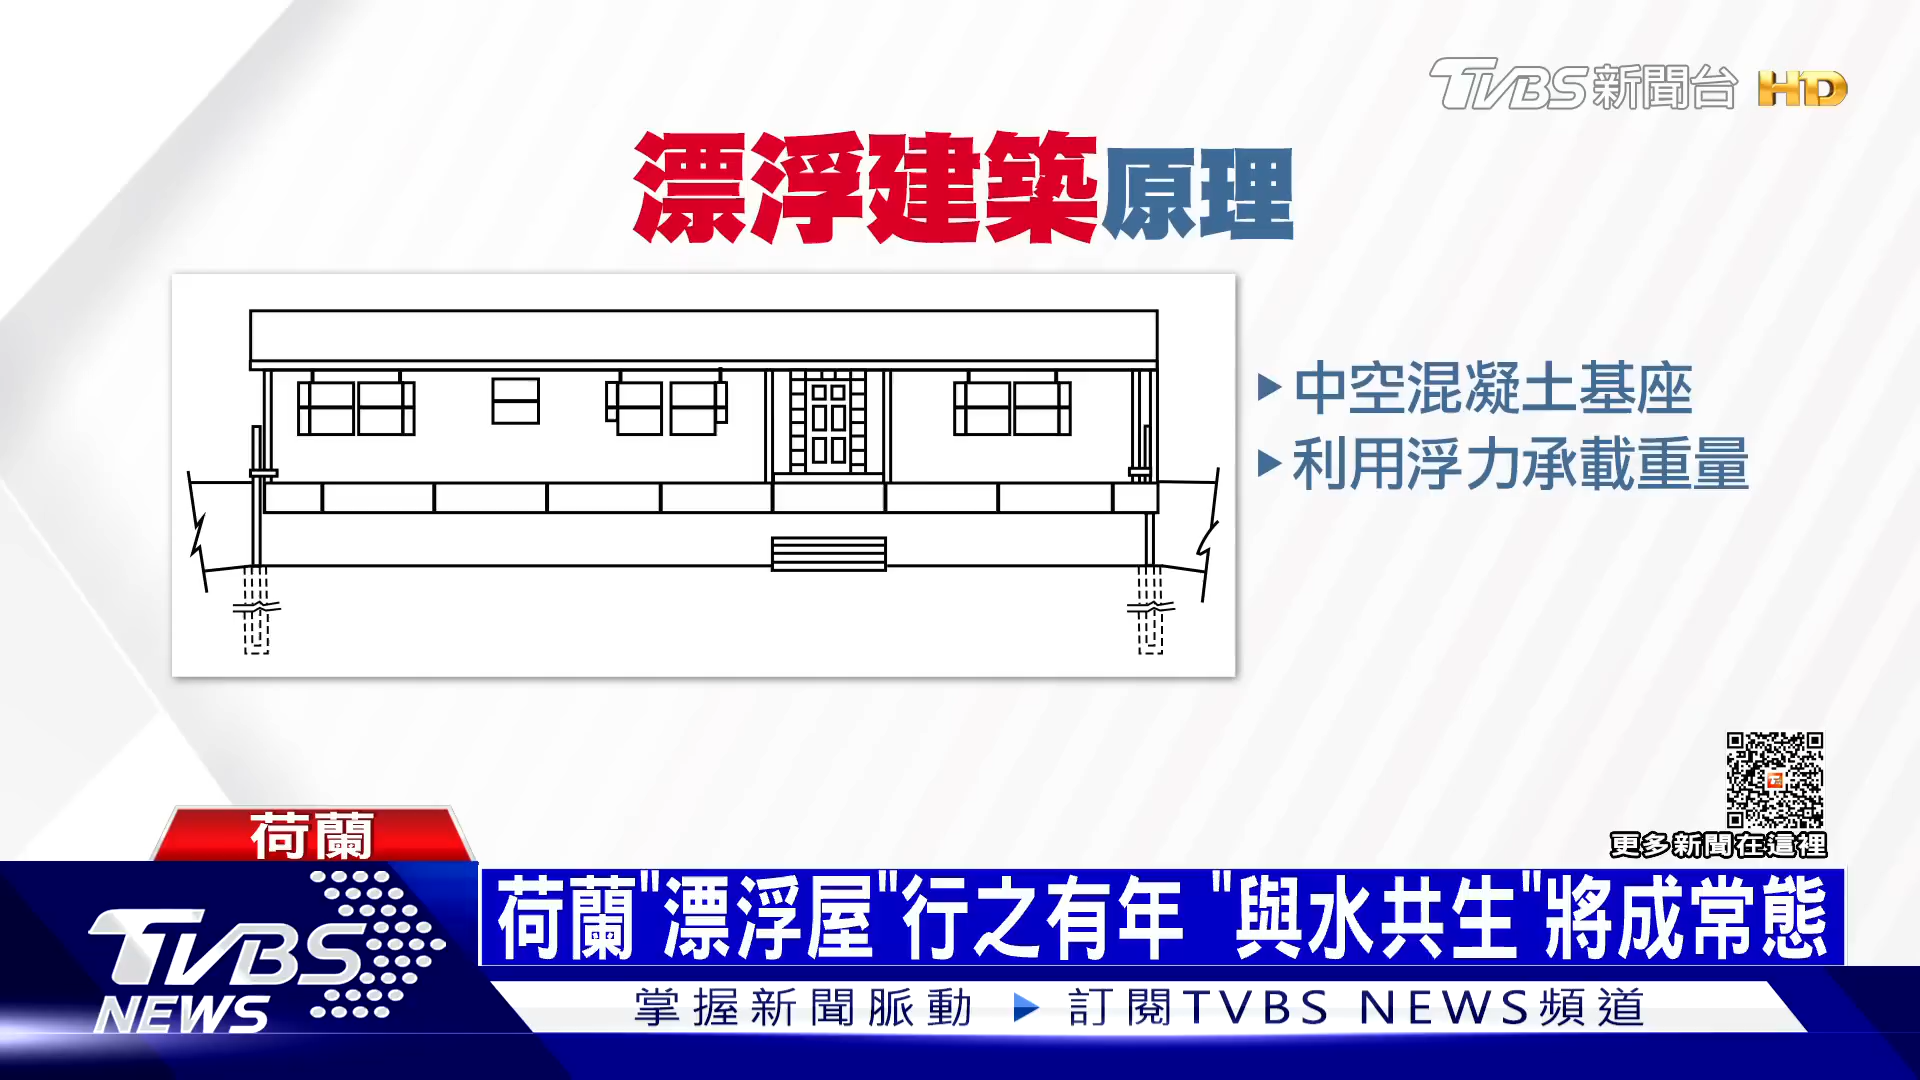 TVBS新聞台 HD
漂浮建築原理
中空混凝土基座
利用浮力承載重量
更多新聞在這裡
荷蘭
荷蘭"漂浮屋"行之有年 "與水共生"將成常態
TVBS NEWS
掌握新聞脈動 ▶ 訂閱TVBS NEWS頻道